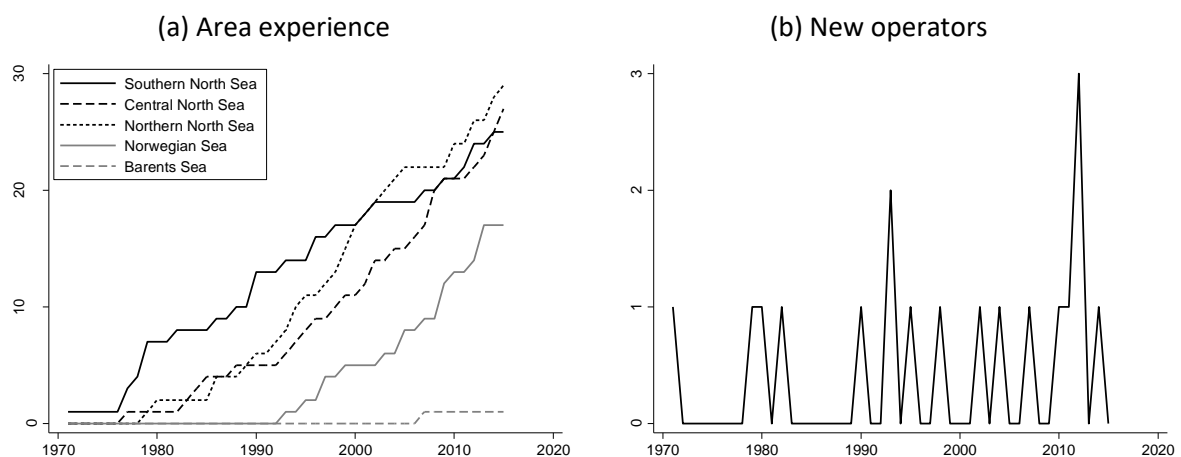 (a) Area experience
30
20
10
0
Southern North Sea
Central North Sea
Northern North Sea
Norwegian Sea
Barents Sea
1970 1980 1990 2000 2010 2020
(b) New operators
3
2
1
0
1970 1980 1990 2000 2010 2020